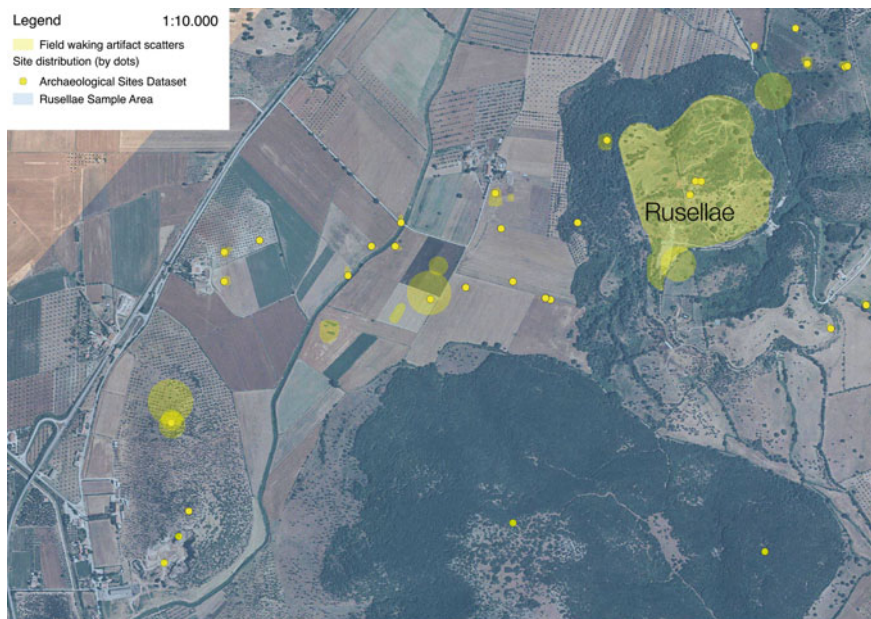 Legend 1:10.000
Field waking artifact scatters
Site distribution (by dots)
Archaeological Sites Dataset
Rusellae Sample Area
Rusellae